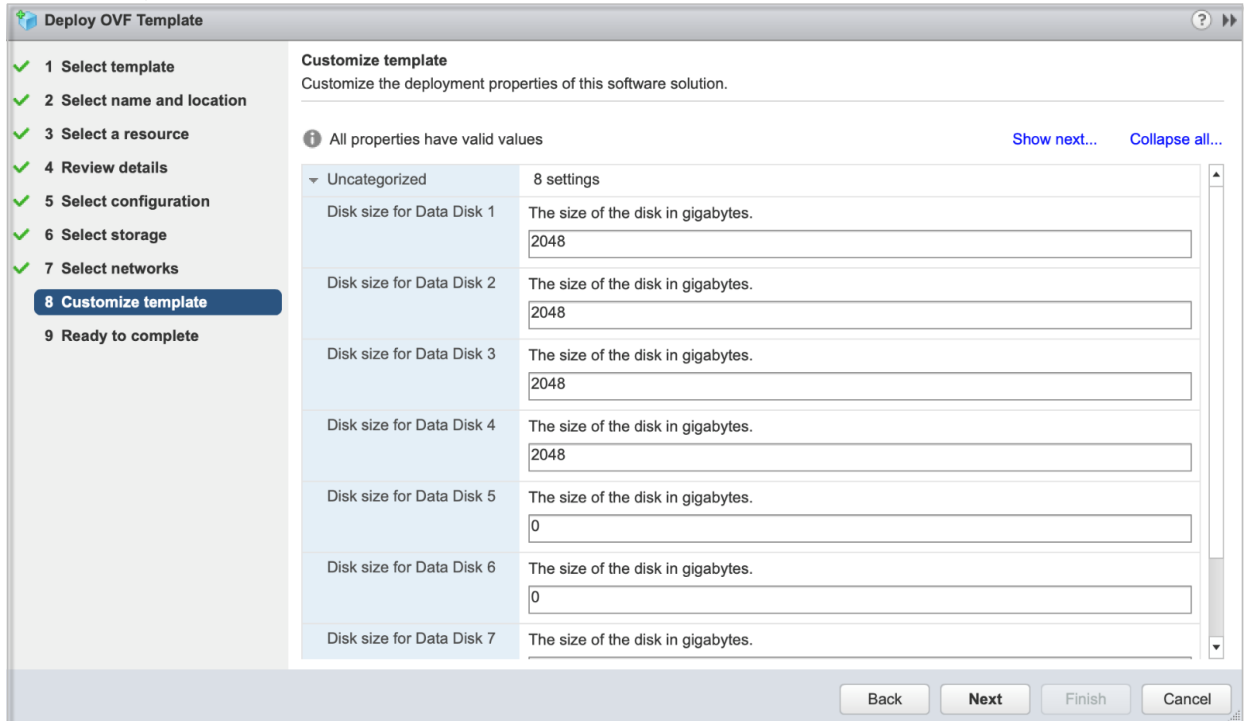 Deploy OVF Template
1 Select template
2 Select name and location
3 Select a resource
4 Review details
5 Select configuration
6 Select storage
7 Select networks
8 Customize template
9 Ready to complete
Customize template
Customize the deployment properties of this software solution.
All properties have valid values
Show next...
Collapse all...
Uncategorized
8 settings
Disk size for Data Disk 1
The size of the disk in gigabytes.
2048
Disk size for Data Disk 2
The size of the disk in gigabytes.
2048
Disk size for Data Disk 3
The size of the disk in gigabytes.
2048
Disk size for Data Disk 4
The size of the disk in gigabytes.
2048
Disk size for Data Disk 5
The size of the disk in gigabytes.
0
Disk size for Data Disk 6
The size of the disk in gigabytes.
0
Disk size for Data Disk 7
The size of the disk in gigabytes.
Back
Next
Finish
Cancel